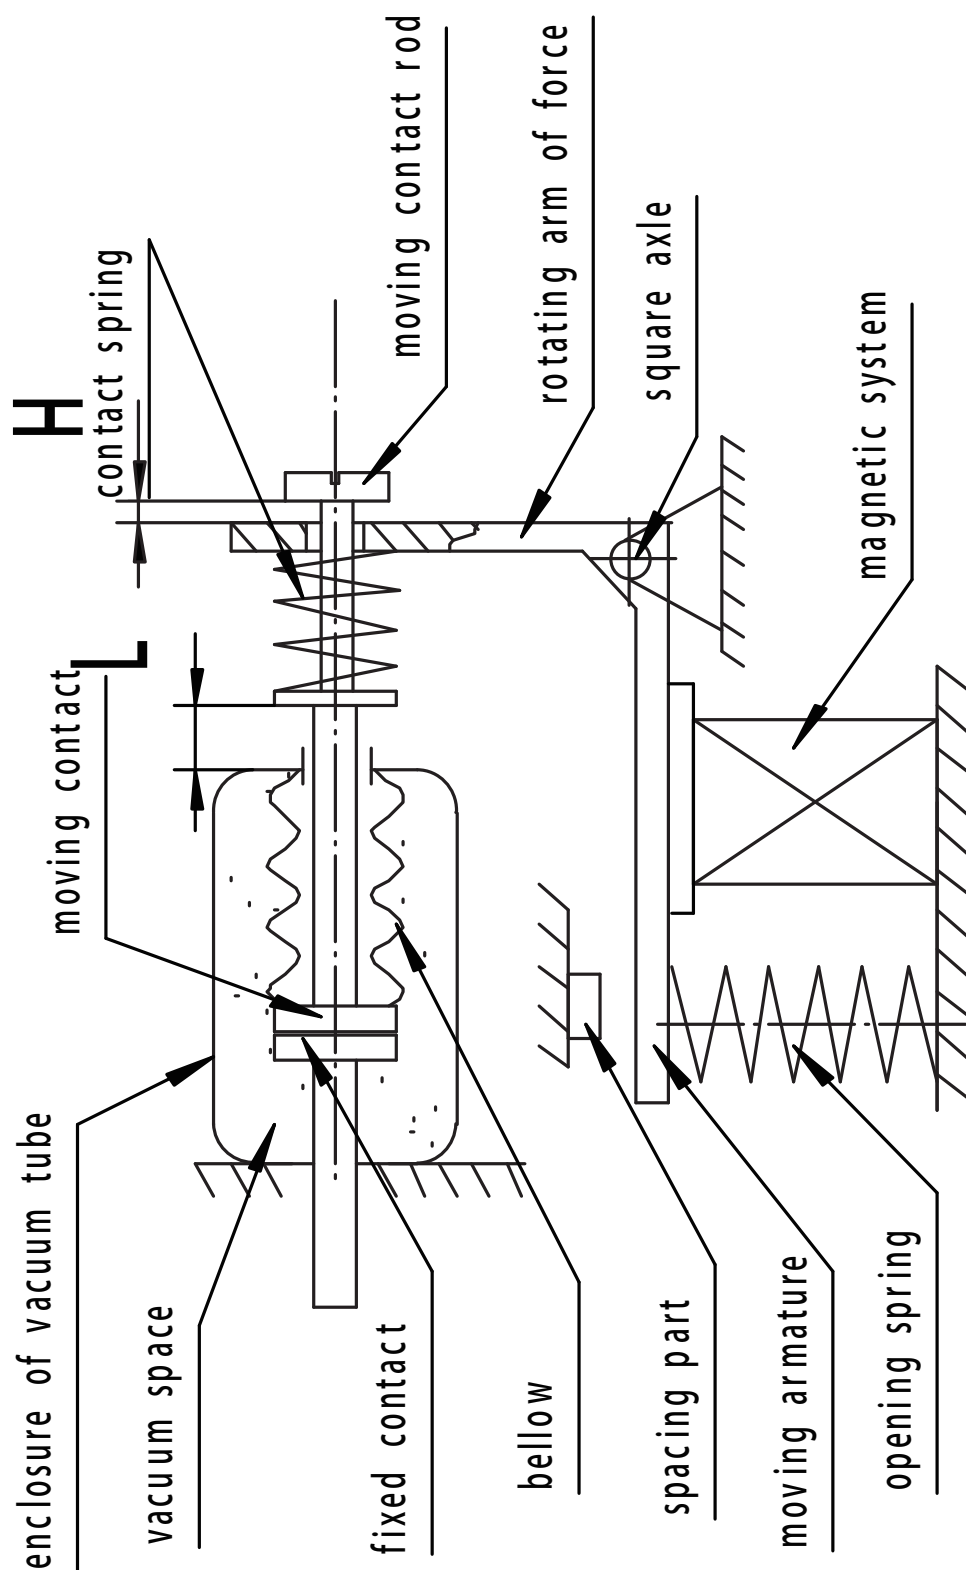 enclosure of vacuum tube
vacuum space
fixed contact
bellow
spacing part
moving armature
opening spring
moving contact
L
H
contact spring
moving contact rod
rotating arm of force
square axle
magnetic system